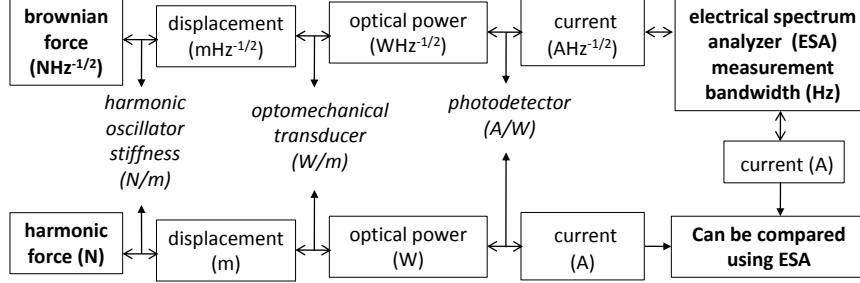 brownian
force
(NHz-1/2)
displacement
(mHz-1/2)
optical power
(WHz-1/2)
current
(AHz-1/2)
electrical spectrum
analyzer (ESA)
measurement
bandwidth (Hz)
harmonic
oscillator
stiffness
(N/m)
optomechanical
transducer
(W/m)
photodetector
(A/W)
current (A)
harmonic
force (N)
displacement
(m)
optical power
(W)
current
(A)
Can be compared
using ESA